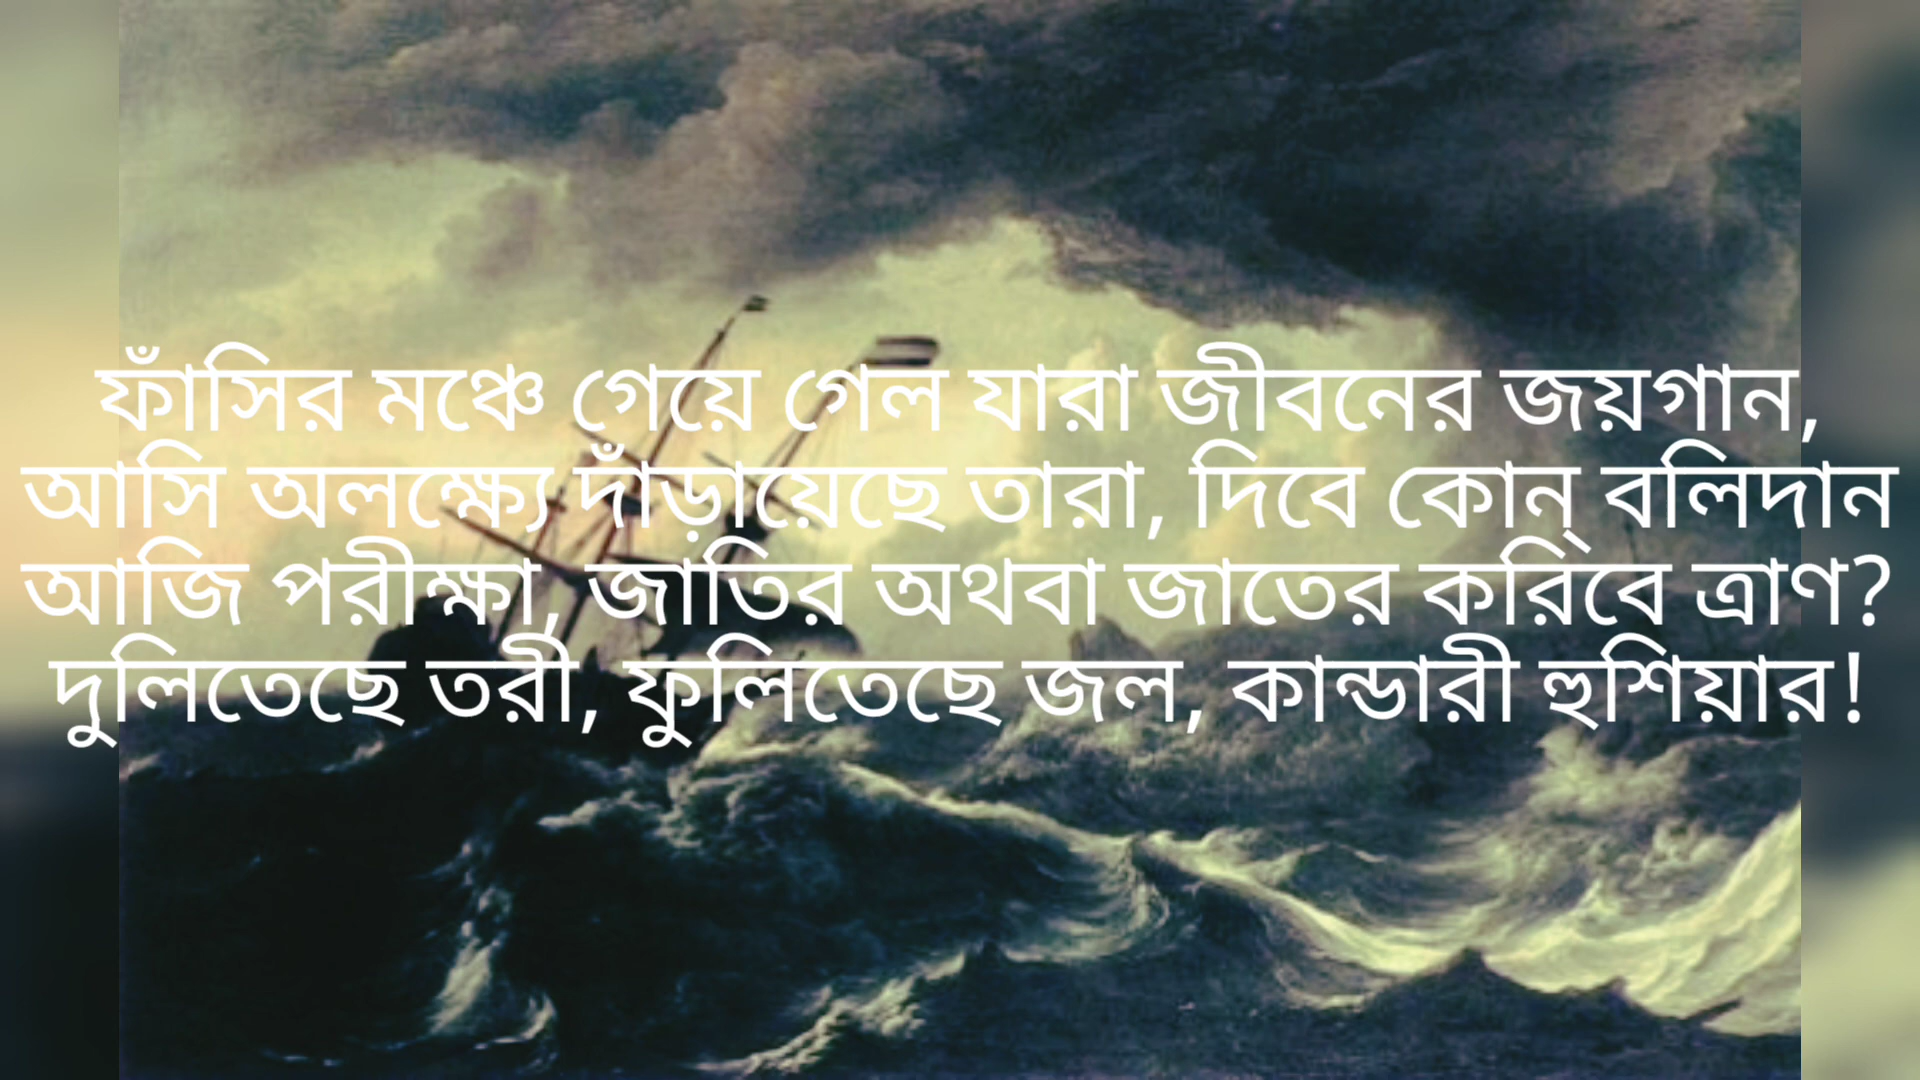 ফাঁসির মঞ্চে গেয়ে গেল যারা জীবনের জয়গান,
আসি অলক্ষ্যে দাঁড়ায়েছে তারা, দিবে কোন্ বলিদান
আজি পরীক্ষা, জাতির অথবা জাতের করিবে ত্রাণ?
দুলিতেছে তরী, ফুলিতেছে জল, কান্ডারী হুশিয়ার!